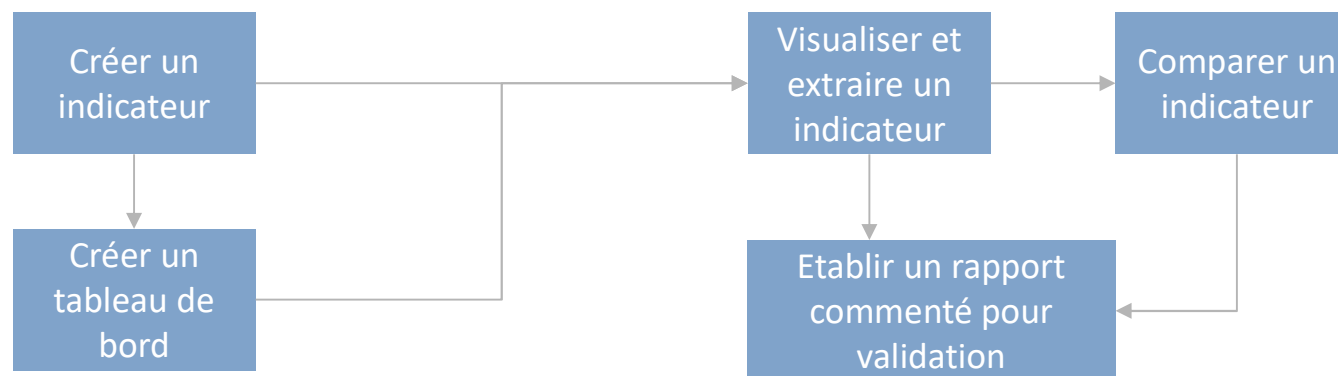 Créer un
indicateur
Visualiser et
extraire un
indicateur
Comparer un
indicateur
Créer un
tableau de
bord
Etablir un rapport
commenté pour
validation